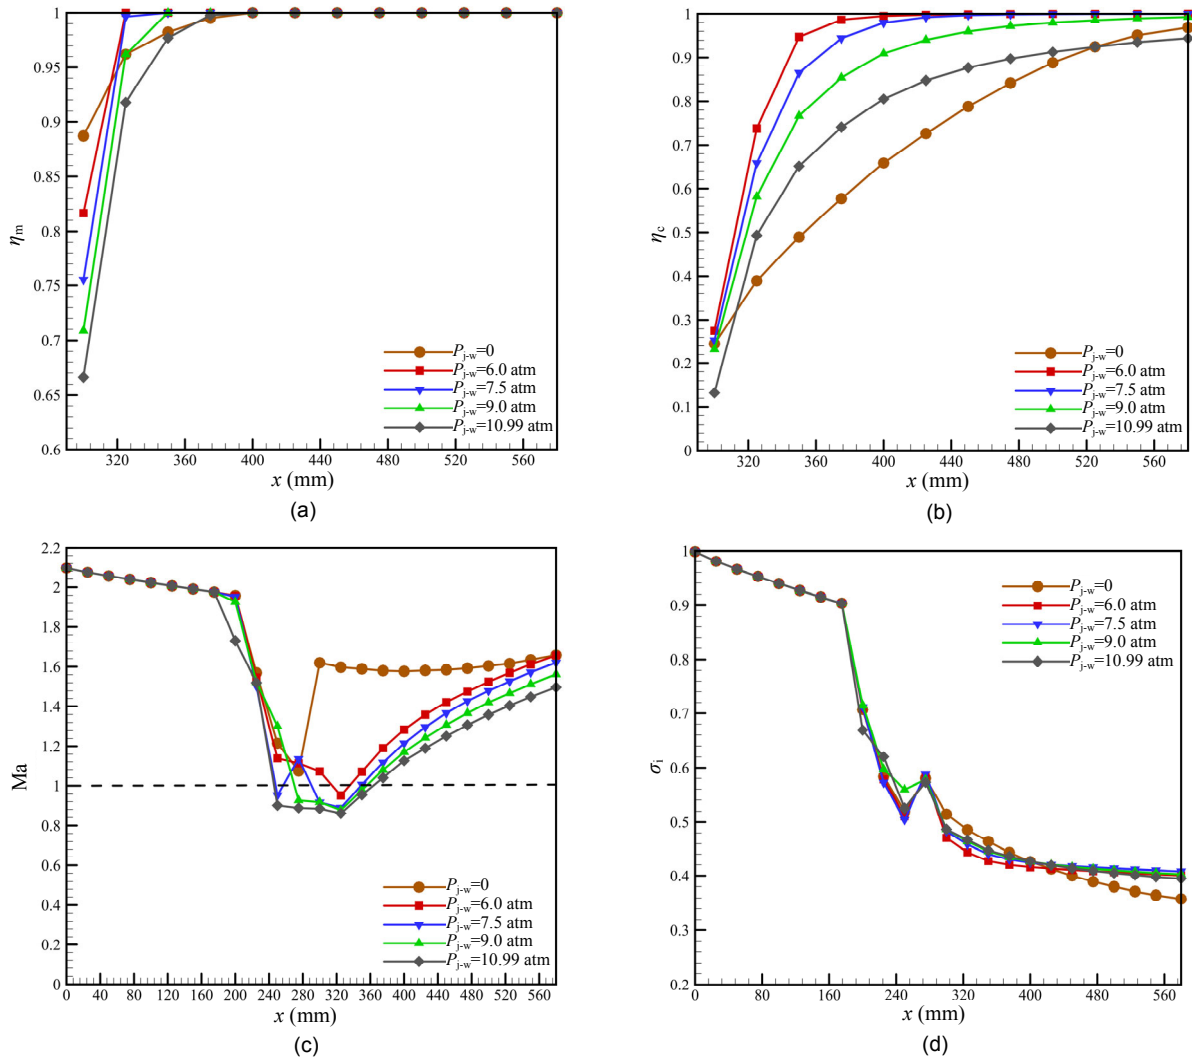 1
0.95
0.9
0.85
0.8
0.75
0.7
0.65
0.6
ηm
320 360 400 440 480 520 560
x (mm)
Pj-w=0
Pj-w=6.0 atm
Pj-w=7.5 atm
Pj-w=9.0 atm
Pj-w=10.99 atm
(a)
1
0.9
0.8
0.7
0.6
0.5
0.4
0.3
0.2
0.1
0
ηc
320 360 400 440 480 520 560
x (mm)
Pj-w=0
Pj-w=6.0 atm
Pj-w=7.5 atm
Pj-w=9.0 atm
Pj-w=10.99 atm
(b)
2.2
2
1.8
1.6
1.4
1.2
1
0.8
0.6
0.4
0.2
0
Ma
0 40 80 120 160 200 240 280 320 360 400 440 480 520 560
x (mm)
Pj-w=0
Pj-w=6.0 atm
Pj-w=7.5 atm
Pj-w=9.0 atm
Pj-w=10.99 atm
(c)
1
0.9
0.8
0.7
0.6
0.5
0.4
0.3
0.2
σi
0 80 160 240 320 400 480 560
x (mm)
Pj-w=0
Pj-w=6.0 atm
Pj-w=7.5 atm
Pj-w=9.0 atm
Pj-w=10.99 atm
(d)